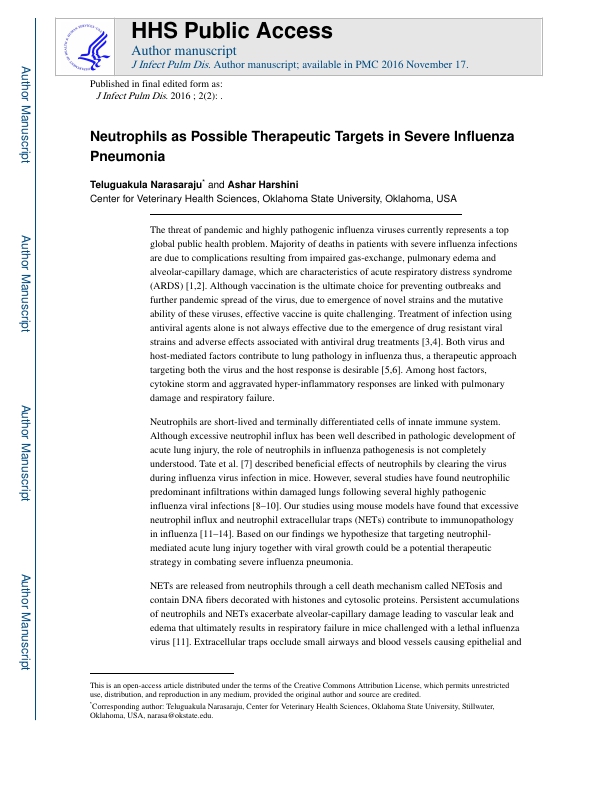 HHS Public Access
Author manuscript
J Infect Pulm Dis. Author manuscript; available in PMC 2016 November 17.
Published in final edited form as:
J Infect Pulm Dis. 2016 ; 2(2): .
Neutrophils as Possible Therapeutic Targets in Severe Influenza
Pneumonia
Teluguakula Narasaraju* and Ashar Harshini
Center for Veterinary Health Sciences, Oklahoma State University, Oklahoma, USA
The threat of pandemic and highly pathogenic influenza viruses currently represents a top
global public health problem. Majority of deaths in patients with severe influenza infections
are due to complications resulting from impaired gas-exchange, pulmonary edema and
alveolar-capillary damage, which are characteristics of acute respiratory distress syndrome
(ARDS) [1,2]. Although vaccination is the ultimate choice for preventing outbreaks and
further pandemic spread of the virus, due to emergence of novel strains and the mutative
ability of these viruses, effective vaccine is quite challenging. Treatment of infection using
antiviral agents alone is not always effective due to the emergence of drug resistant viral
strains and adverse effects associated with antiviral drug treatments [3,4]. Both virus and
host-mediated factors contribute to lung pathology in influenza thus, a therapeutic approach
targeting both the virus and the host response is desirable [5,6]. Among host factors,
cytokine storm and aggravated hyper-inflammatory responses are linked with pulmonary
damage and respiratory failure.
Neutrophils are short-lived and terminally differentiated cells of innate immune system.
Although excessive neutrophil influx has been well described in pathologic development of
acute lung injury, the role of neutrophils in influenza pathogenesis is not completely
understood. Tate et al. [7] described beneficial effects of neutrophils by clearing the virus
during influenza virus infection in mice. However, several studies have found neutrophilic
predominant infiltrations within damaged lungs following several highly pathogenic
influenza viral infections [8–10]. Our studies using mouse models have found that excessive
neutrophil influx and neutrophil extracellular traps (NETs) contribute to immunopathology
in influenza [11–14]. Based on our findings we hypothesize that targeting neutrophil-
mediated acute lung injury together with viral growth could be a potential therapeutic
strategy in combating severe influenza pneumonia.
NETs are released from neutrophils through a cell death mechanism called NETosis and
contain DNA fibers decorated with histones and cytosolic proteins. Persistent accumulations
of neutrophils and NETs exacerbate alveolar-capillary damage leading to vascular leak and
edema that ultimately results in respiratory failure in mice challenged with a lethal influenza
virus [11]. Extracellular traps occlude small airways and blood vessels causing epithelial and
This is an open-access article distributed under the terms of the Creative Commons Attribution License, which permits unrestricted
use, distribution, and reproduction in any medium, provided the original author and source are credited.
*Corresponding author: Teluguakula Narasaraju, Center for Veterinary Health Sciences, Oklahoma State University, Stillwater,
Oklahoma, USA, narasa@okstate.edu.
Author Manuscript
Author Manuscript
Author Manuscript
Author Manuscript